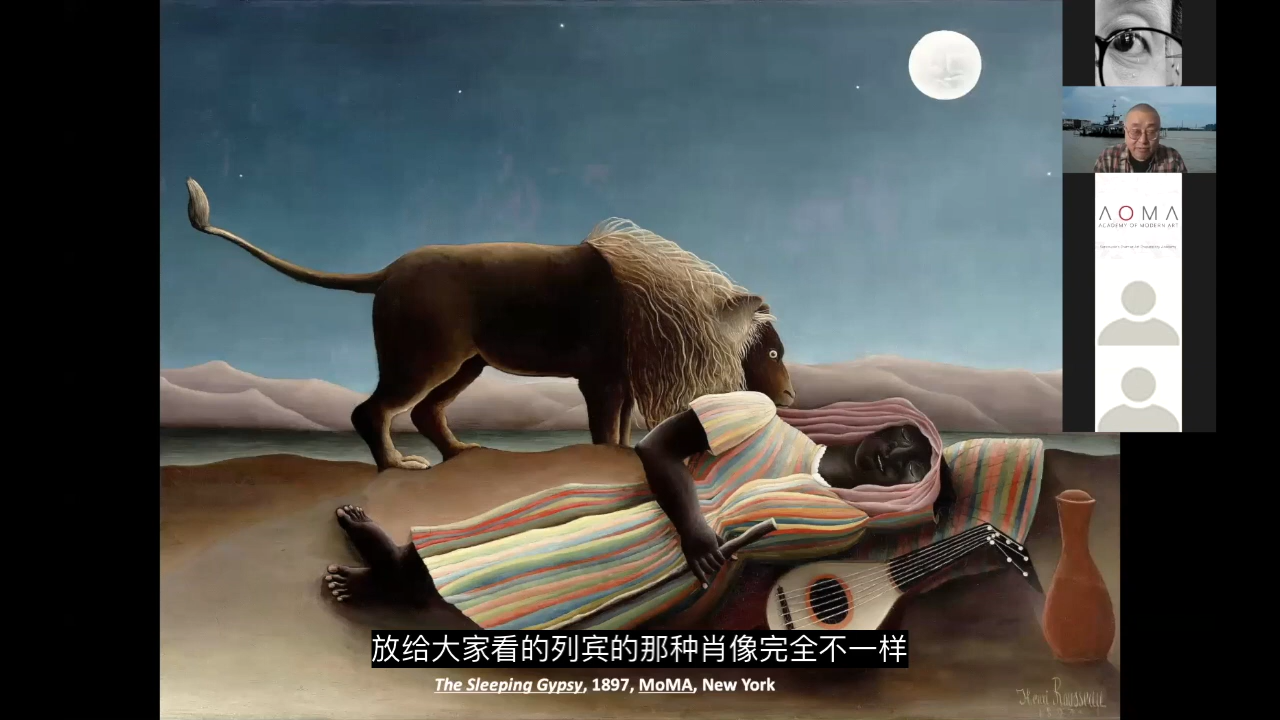 AOMA
ACADEMY OF MODERN ART
放给大家看的列宾的那种肖像完全不一样
The Sleeping Gypsy, 1897, MoMA, New York
Henri Rousseau